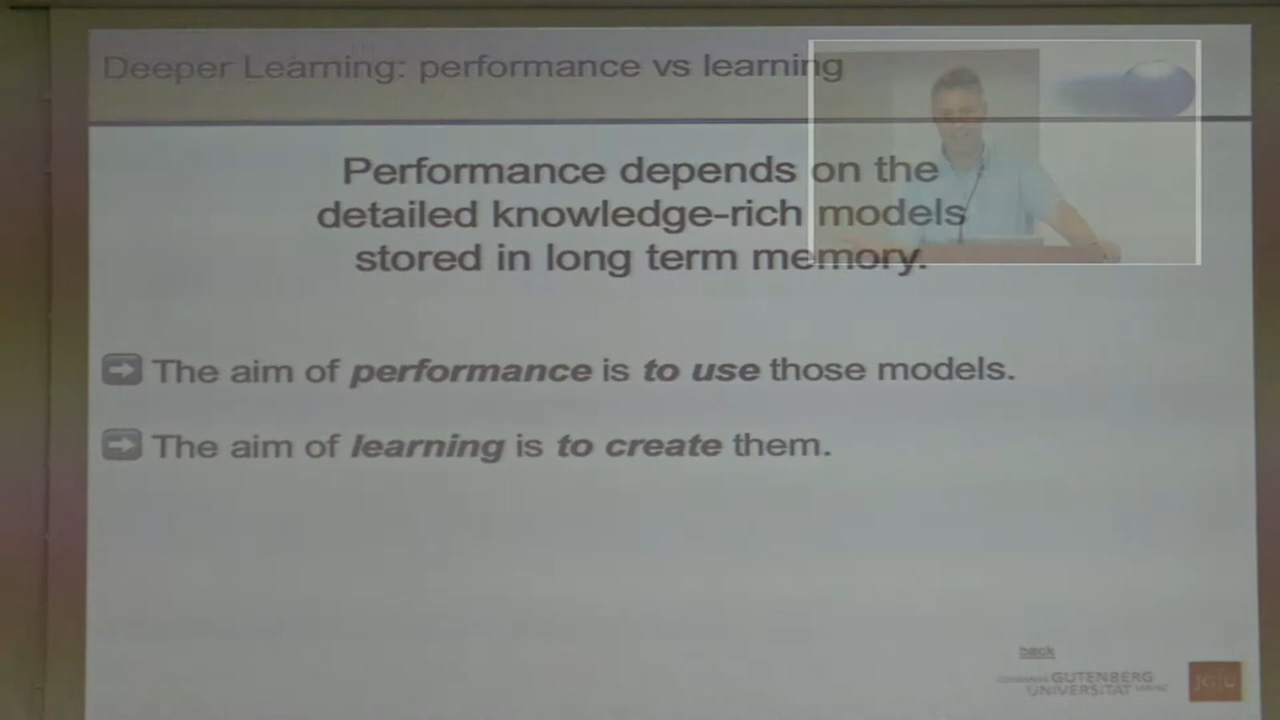 Deeper Learning: performance vs learning
Performance depends on the
detailed knowledge-rich models
stored in long term memory.
The aim of performance is to use those models.
The aim of learning is to create them.
back
GUTENBERG
UNIVERSITÄT
JG|U